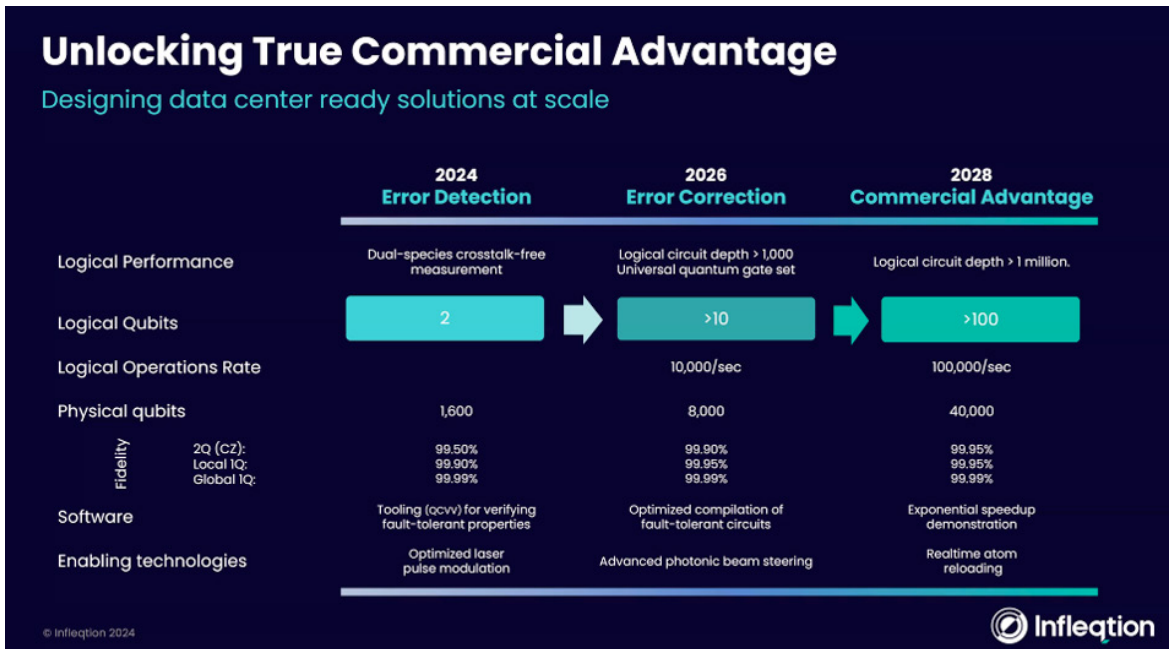 Unlocking True Commercial Advantage
Designing data center ready solutions at scale
2024
Error Detection
2026
Error Correction
2028
Commercial Advantage
Logical Performance
Dual-species crosstalk-free
measurement
Logical circuit depth > 1,000
Universal quantum gate set
Logical circuit depth > 1 million.
Logical Qubits
2
>10
>100
Logical Operations Rate
10,000/sec
100,000/sec
Physical qubits
1,600
8,000
40,000
Fidelity
2Q (CZ):
99.50%
99.90%
99.95%
Local 1Q:
99.90%
99.95%
99.95%
Global 1Q:
99.99%
99.99%
99.99%
Software
Tooling (QCVV) for verifying
fault-tolerant properties
Optimized compilation of
fault-tolerant circuits
Exponential speedup
demonstration
Enabling technologies
Optimized laser
pulse modulation
Advanced photonic beam steering
Realtime atom
reloading
© Infleqtion 2024
Infleqtion